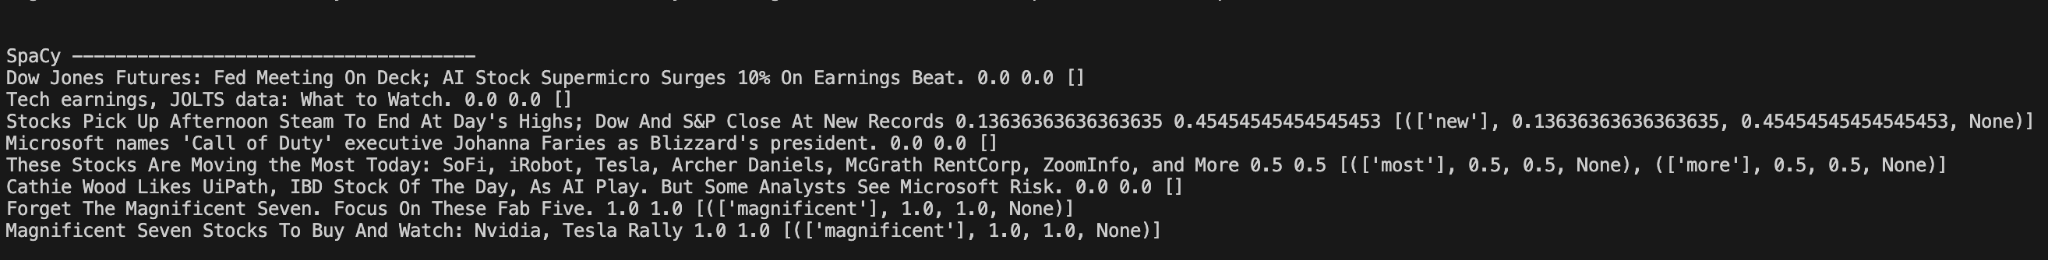 SpaCy -------------------------------------
Dow Jones Futures: Fed Meeting On Deck; AI Stock Supermicro Surges 10% On Earnings Beat. 0.0 0.0 []
Tech earnings, JOLTS data: What to Watch. 0.0 0.0 []
Stocks Pick Up Afternoon Steam To End At Day's Highs; Dow And S&P Close At New Records 0.13636363636363635 0.45454545454545453 [(['new'], 0.13636363636363635, 0.45454545454545453, None)]
Microsoft names 'Call of Duty' executive Johanna Faries as Blizzard's president. 0.0 0.0 []
These Stocks Are Moving the Most Today: SoFi, iRobot, Tesla, Archer Daniels, McGrath RentCorp, ZoomInfo, and More 0.5 0.5 [(['most'], 0.5, 0.5, None), (['more'], 0.5, 0.5, None)]
Cathie Wood Likes UiPath, IBD Stock Of The Day, As AI Play. But Some Analysts See Microsoft Risk. 0.0 0.0 []
Forget The Magnificent Seven. Focus On These Fab Five. 1.0 1.0 [(['magnificent'], 1.0, 1.0, None)]
Magnificent Seven Stocks To Buy And Watch: Nvidia, Tesla Rally 1.0 1.0 [(['magnificent'], 1.0, 1.0, None)]